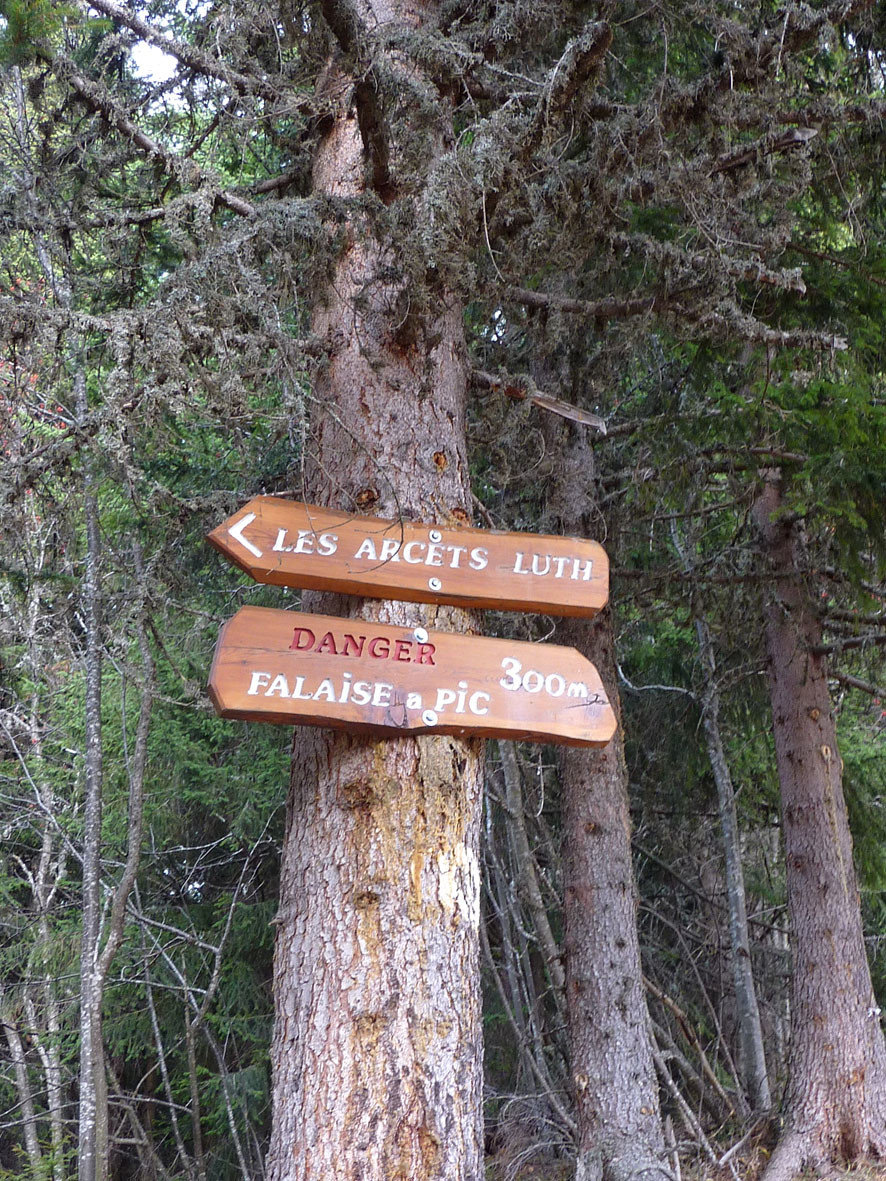 < LES ARCETS LUTH
DANGER
300m
FALAiSE a PiC